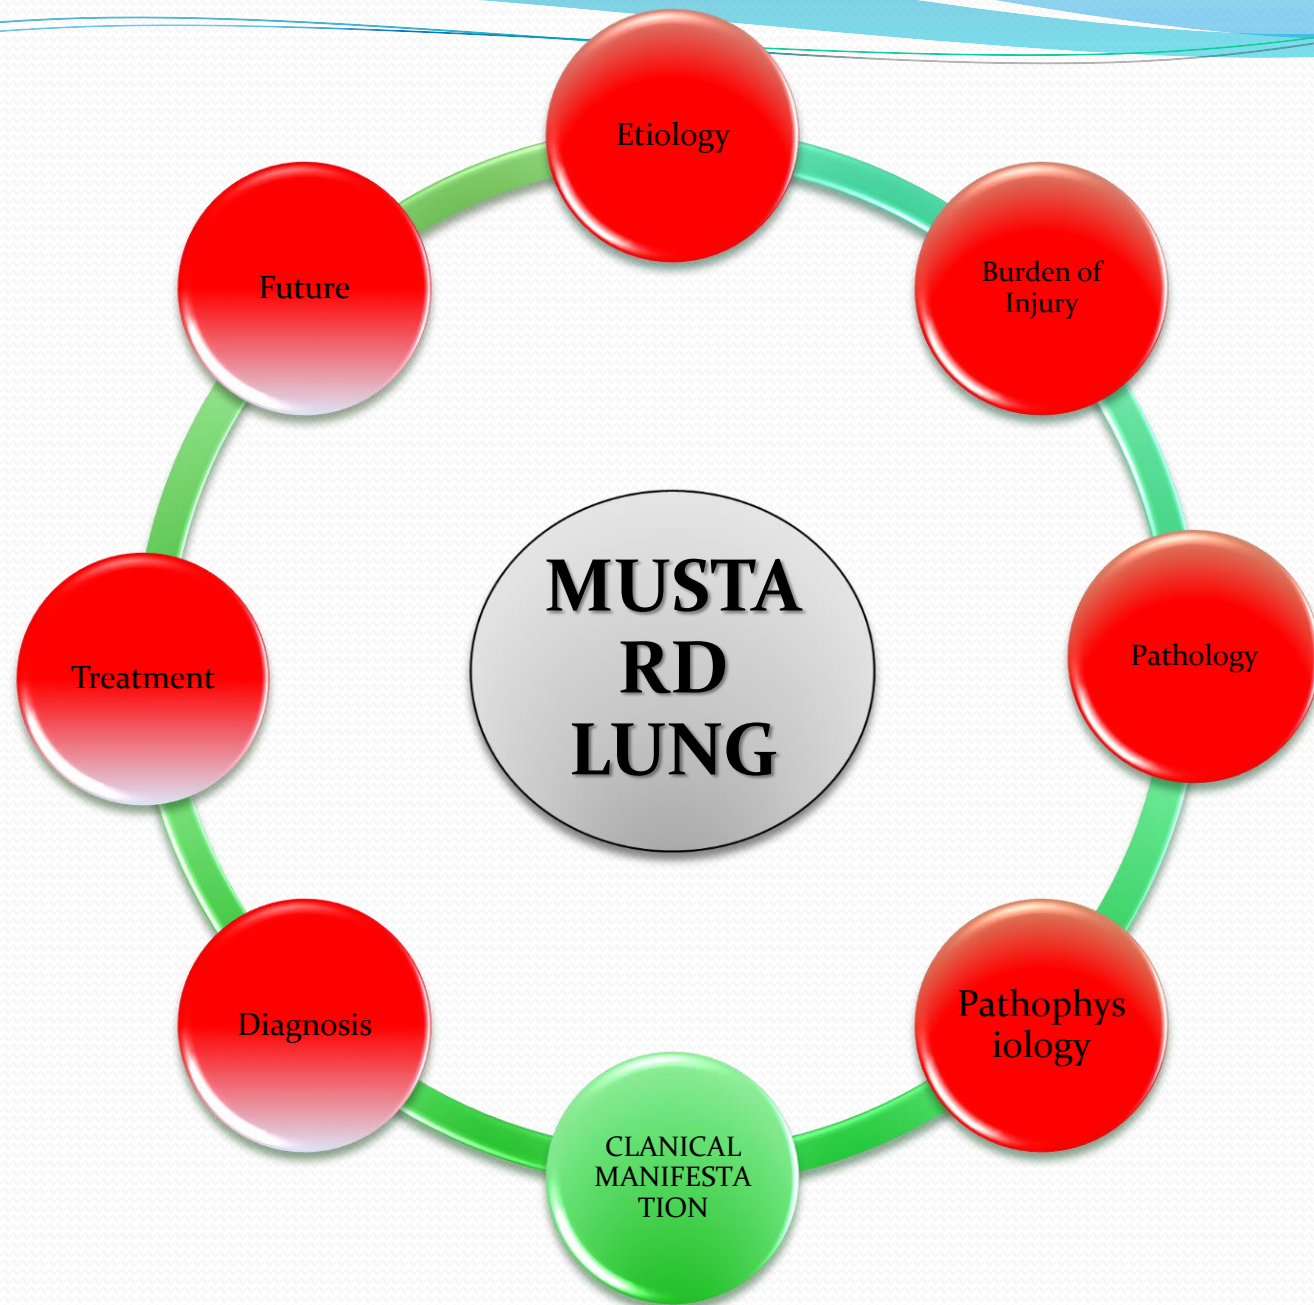 Etiology
Burden of
Injury
Pathology
Pathophys
iology
CLANICAL
MANIFESTA
TION
Diagnosis
Treatment
Future
MUSTA
RD
LUNG